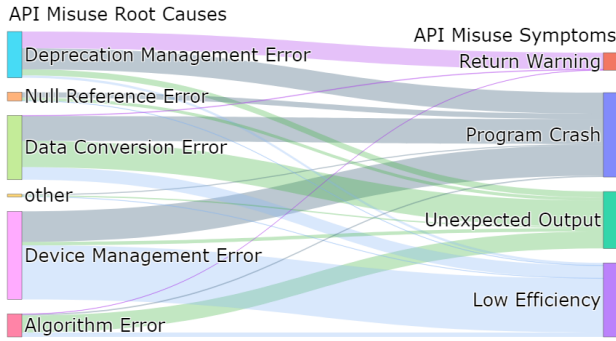 API Misuse Root Causes
Deprecation Management Error
Null Reference Error
Data Conversion Error
other
Device Management Error
Algorithm Error
API Misuse Symptoms
Return Warning
Program Crash
Unexpected Output
Low Efficiency